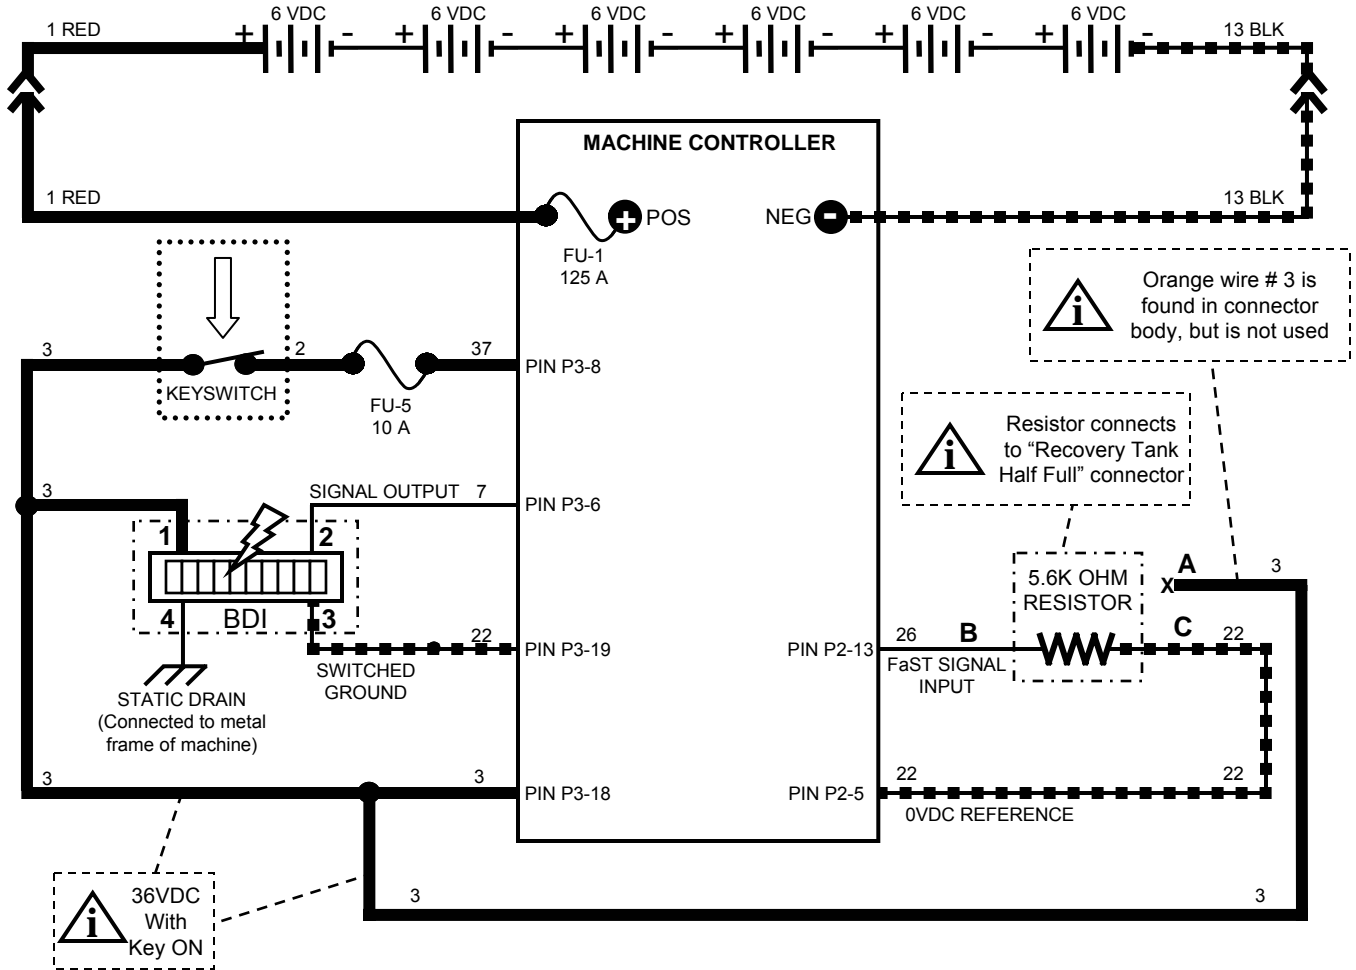 1 RED
+ 6 VDC -
+ 6 VDC -
+ 6 VDC -
+ 6 VDC -
+ 6 VDC -
+ 6 VDC -
13 BLK
MACHINE CONTROLLER
1 RED
+ POS
NEG -
13 BLK
FU-1
125 A
i
Orange wire # 3 is
found in connector
body, but is not used
3
2
37
PIN P3-8
KEYSWITCH
FU-5
10 A
i
Resistor connects
to “Recovery Tank
Half Full” connector
3
SIGNAL OUTPUT 7
PIN P3-6
1
2
4
BDI
3
22
PIN P3-19
SWITCHED
GROUND
STATIC DRAIN
(Connected to metal
frame of machine)
5.6K OHM
RESISTOR
X
A
3
PIN P2-13
26
B
C
22
FaST SIGNAL
INPUT
3
3
PIN P3-18
PIN P2-5
22
22
0VDC REFERENCE
i
36VDC
With
Key ON
3
3